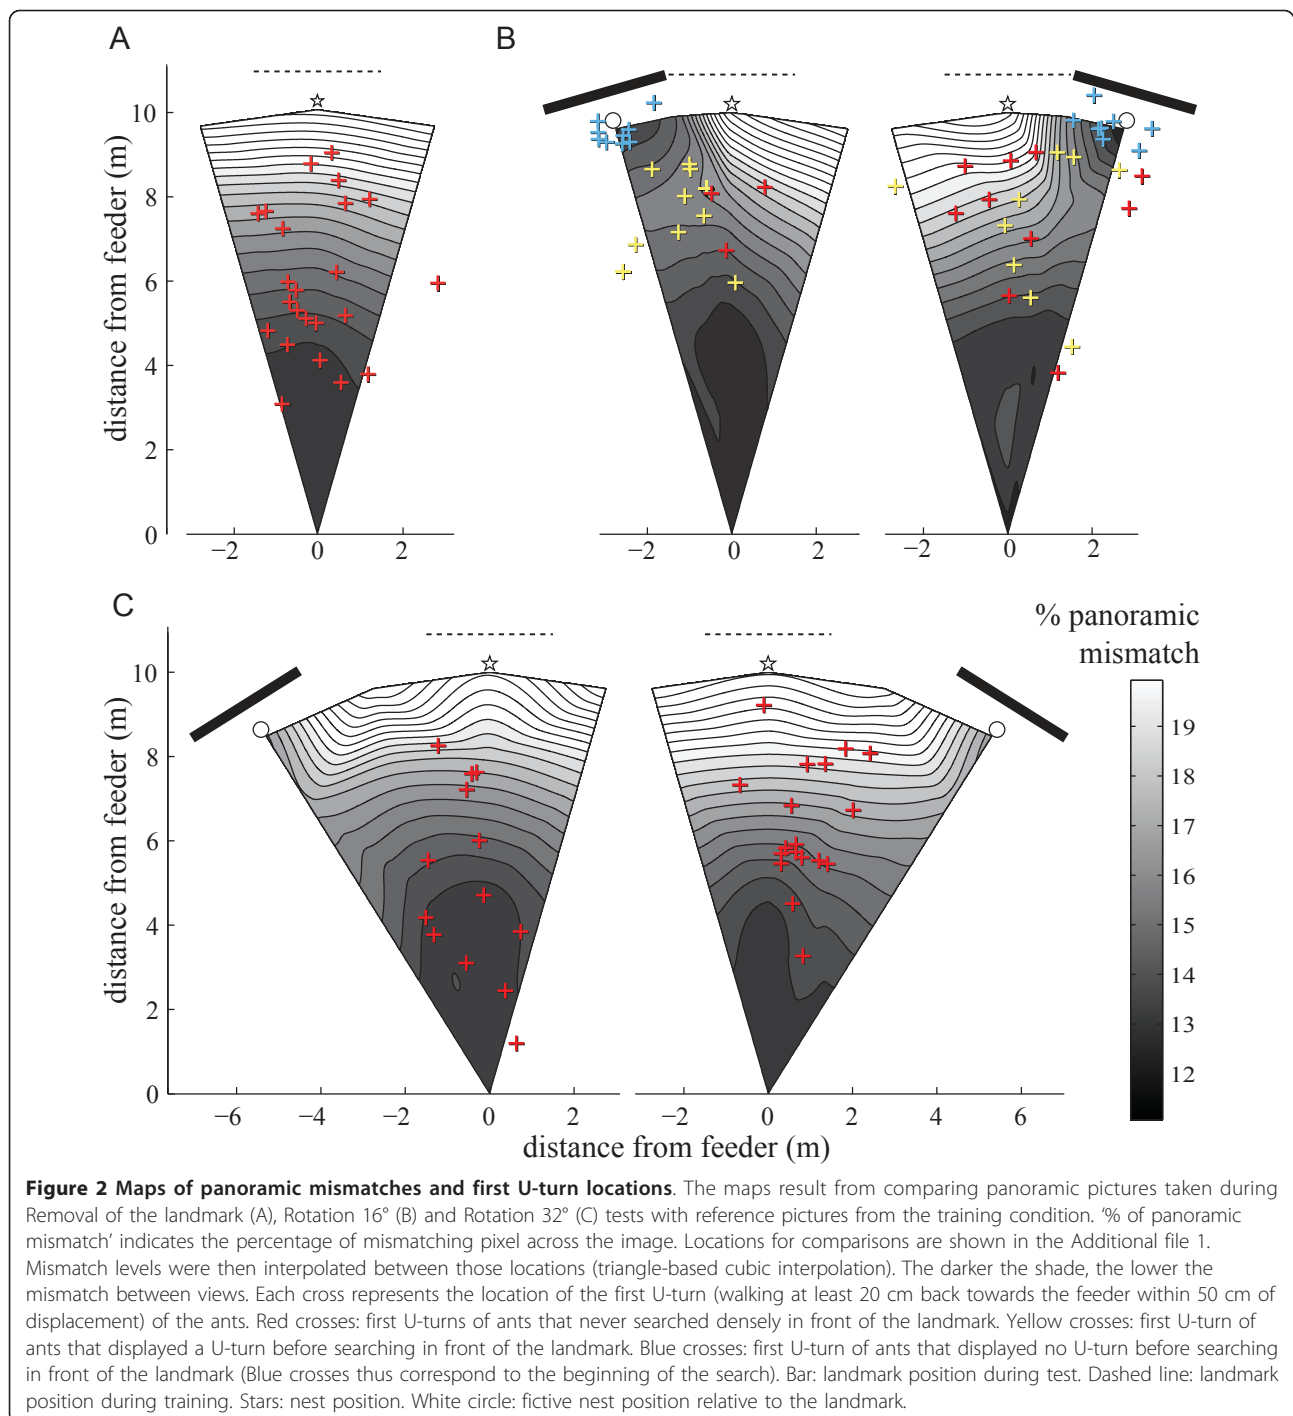 A
B
distance from feeder (m)
10
8
6
4
2
0
−2
0
2
−2
0
2
−2
0
2
C
% panoramic
mismatch
distance from feeder (m)
10
8
6
4
2
0
−6
−4
−2
0
2
−2
0
2
4
6
19
18
17
16
15
14
13
12
distance from feeder (m)
Figure 2 Maps of panoramic mismatches and first U-turn locations. The maps result from comparing panoramic pictures taken during
Removal of the landmark (A), Rotation 16° (B) and Rotation 32° (C) tests with reference pictures from the training condition. ‘% of panoramic
mismatch’ indicates the percentage of mismatching pixel across the image. Locations for comparisons are shown in the Additional file 1.
Mismatch levels were then interpolated between those locations (triangle-based cubic interpolation). The darker the shade, the lower the
mismatch between views. Each cross represents the location of the first U-turn (walking at least 20 cm back towards the feeder within 50 cm of
displacement) of the ants. Red crosses: first U-turns of ants that never searched densely in front of the landmark. Yellow crosses: first U-turn of
ants that displayed a U-turn before searching in front of the landmark. Blue crosses: first U-turn of ants that displayed no U-turn before searching
in front of the landmark (Blue crosses thus correspond to the beginning of the search). Bar: landmark position during test. Dashed line: landmark
position during training. Stars: nest position. White circle: fictive nest position relative to the landmark.